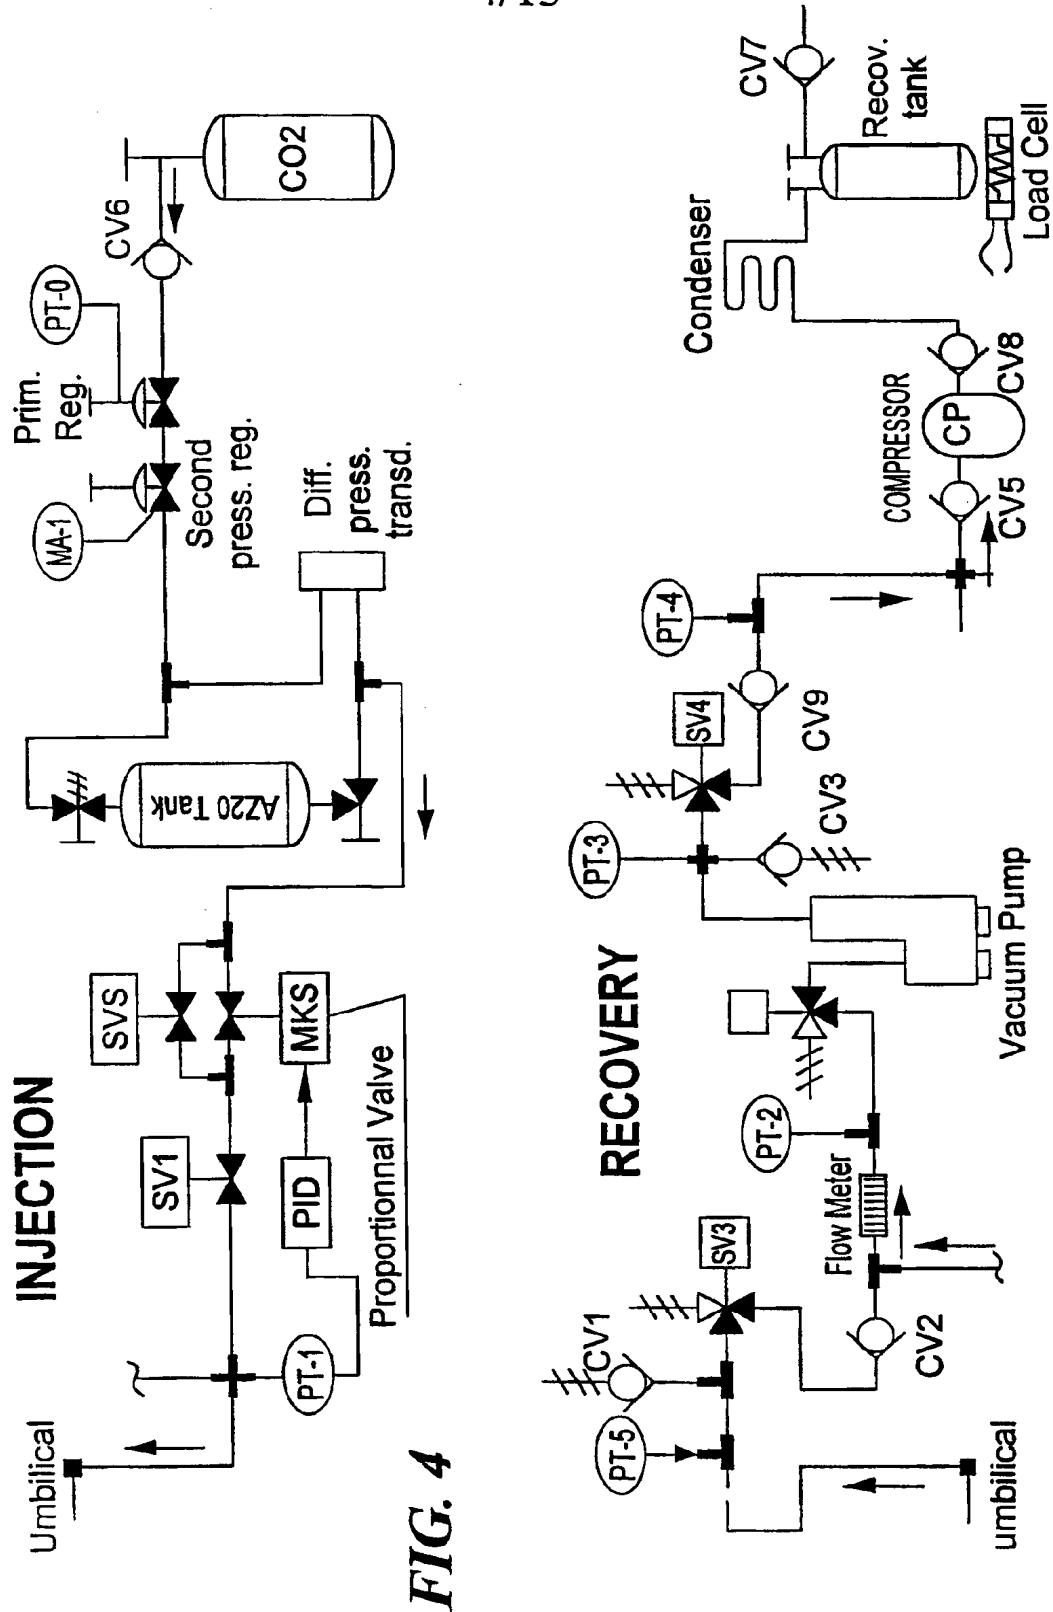 INJECTION
Umbilical
PT-1
PID
MKS
Proportionnal Valve
SV1
SVS
AZ20 Tank
Diff.
press.
transd.
MA-1
Second
press. reg.
Prim.
Reg.
PT-0
CV6
CO2
RECOVERY
umbilical
PT-5
CV1
SV3
CV2
Flow Meter
PT-2
Vacuum Pump
PT-3
CV3
SV4
CV9
PT-4
CV5
COMPRESSOR
CP
CV8
Condenser
Recov.
tank
CV7
Load Cell
FIG. 4